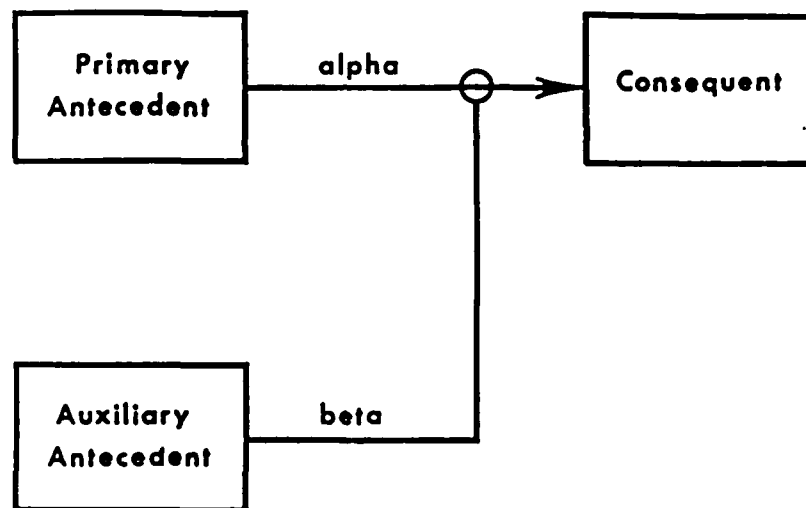 Primary
Antecedent
alpha
Consequent
Auxiliary
Antecedent
beta